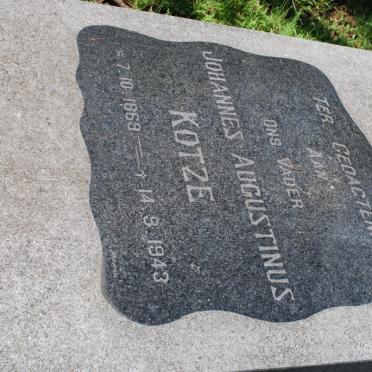 TER GEDAGTENIS
AAN
ONS VADER
JOHANNES AUGUSTINUS
KOTZE
* 7.10.1869 — † 14.9.1943